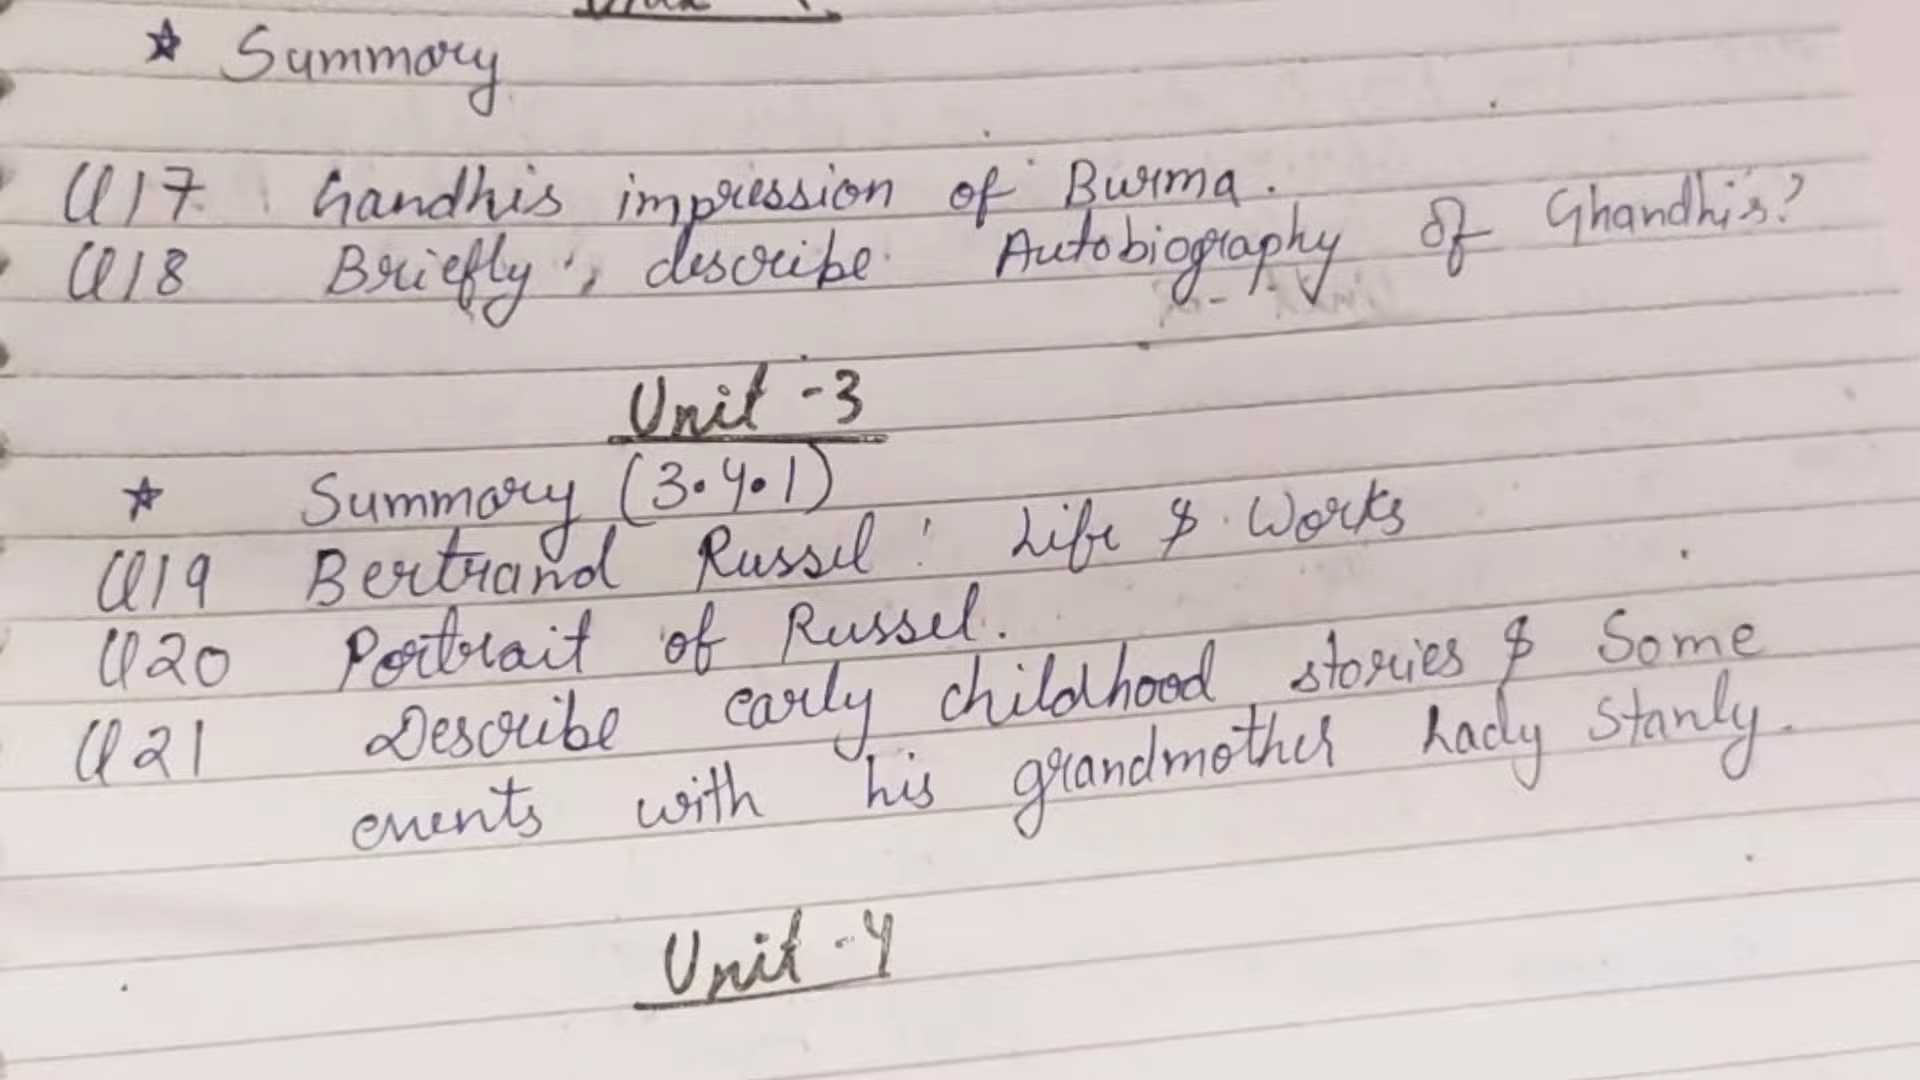 ☆ Summary
Q17 Gandhis impression of Burma.
Q18 Briefly, describe Autobiography of Ghandhi's?
Unit -3
☆ Summary (3.4.1)
Q19 Bertrand Russel : Life & Works
Q20 Portrait of Russel.
Q21 Describe early childhood stories & Some
events with his grandmother Lady Stanly.
Unit -4